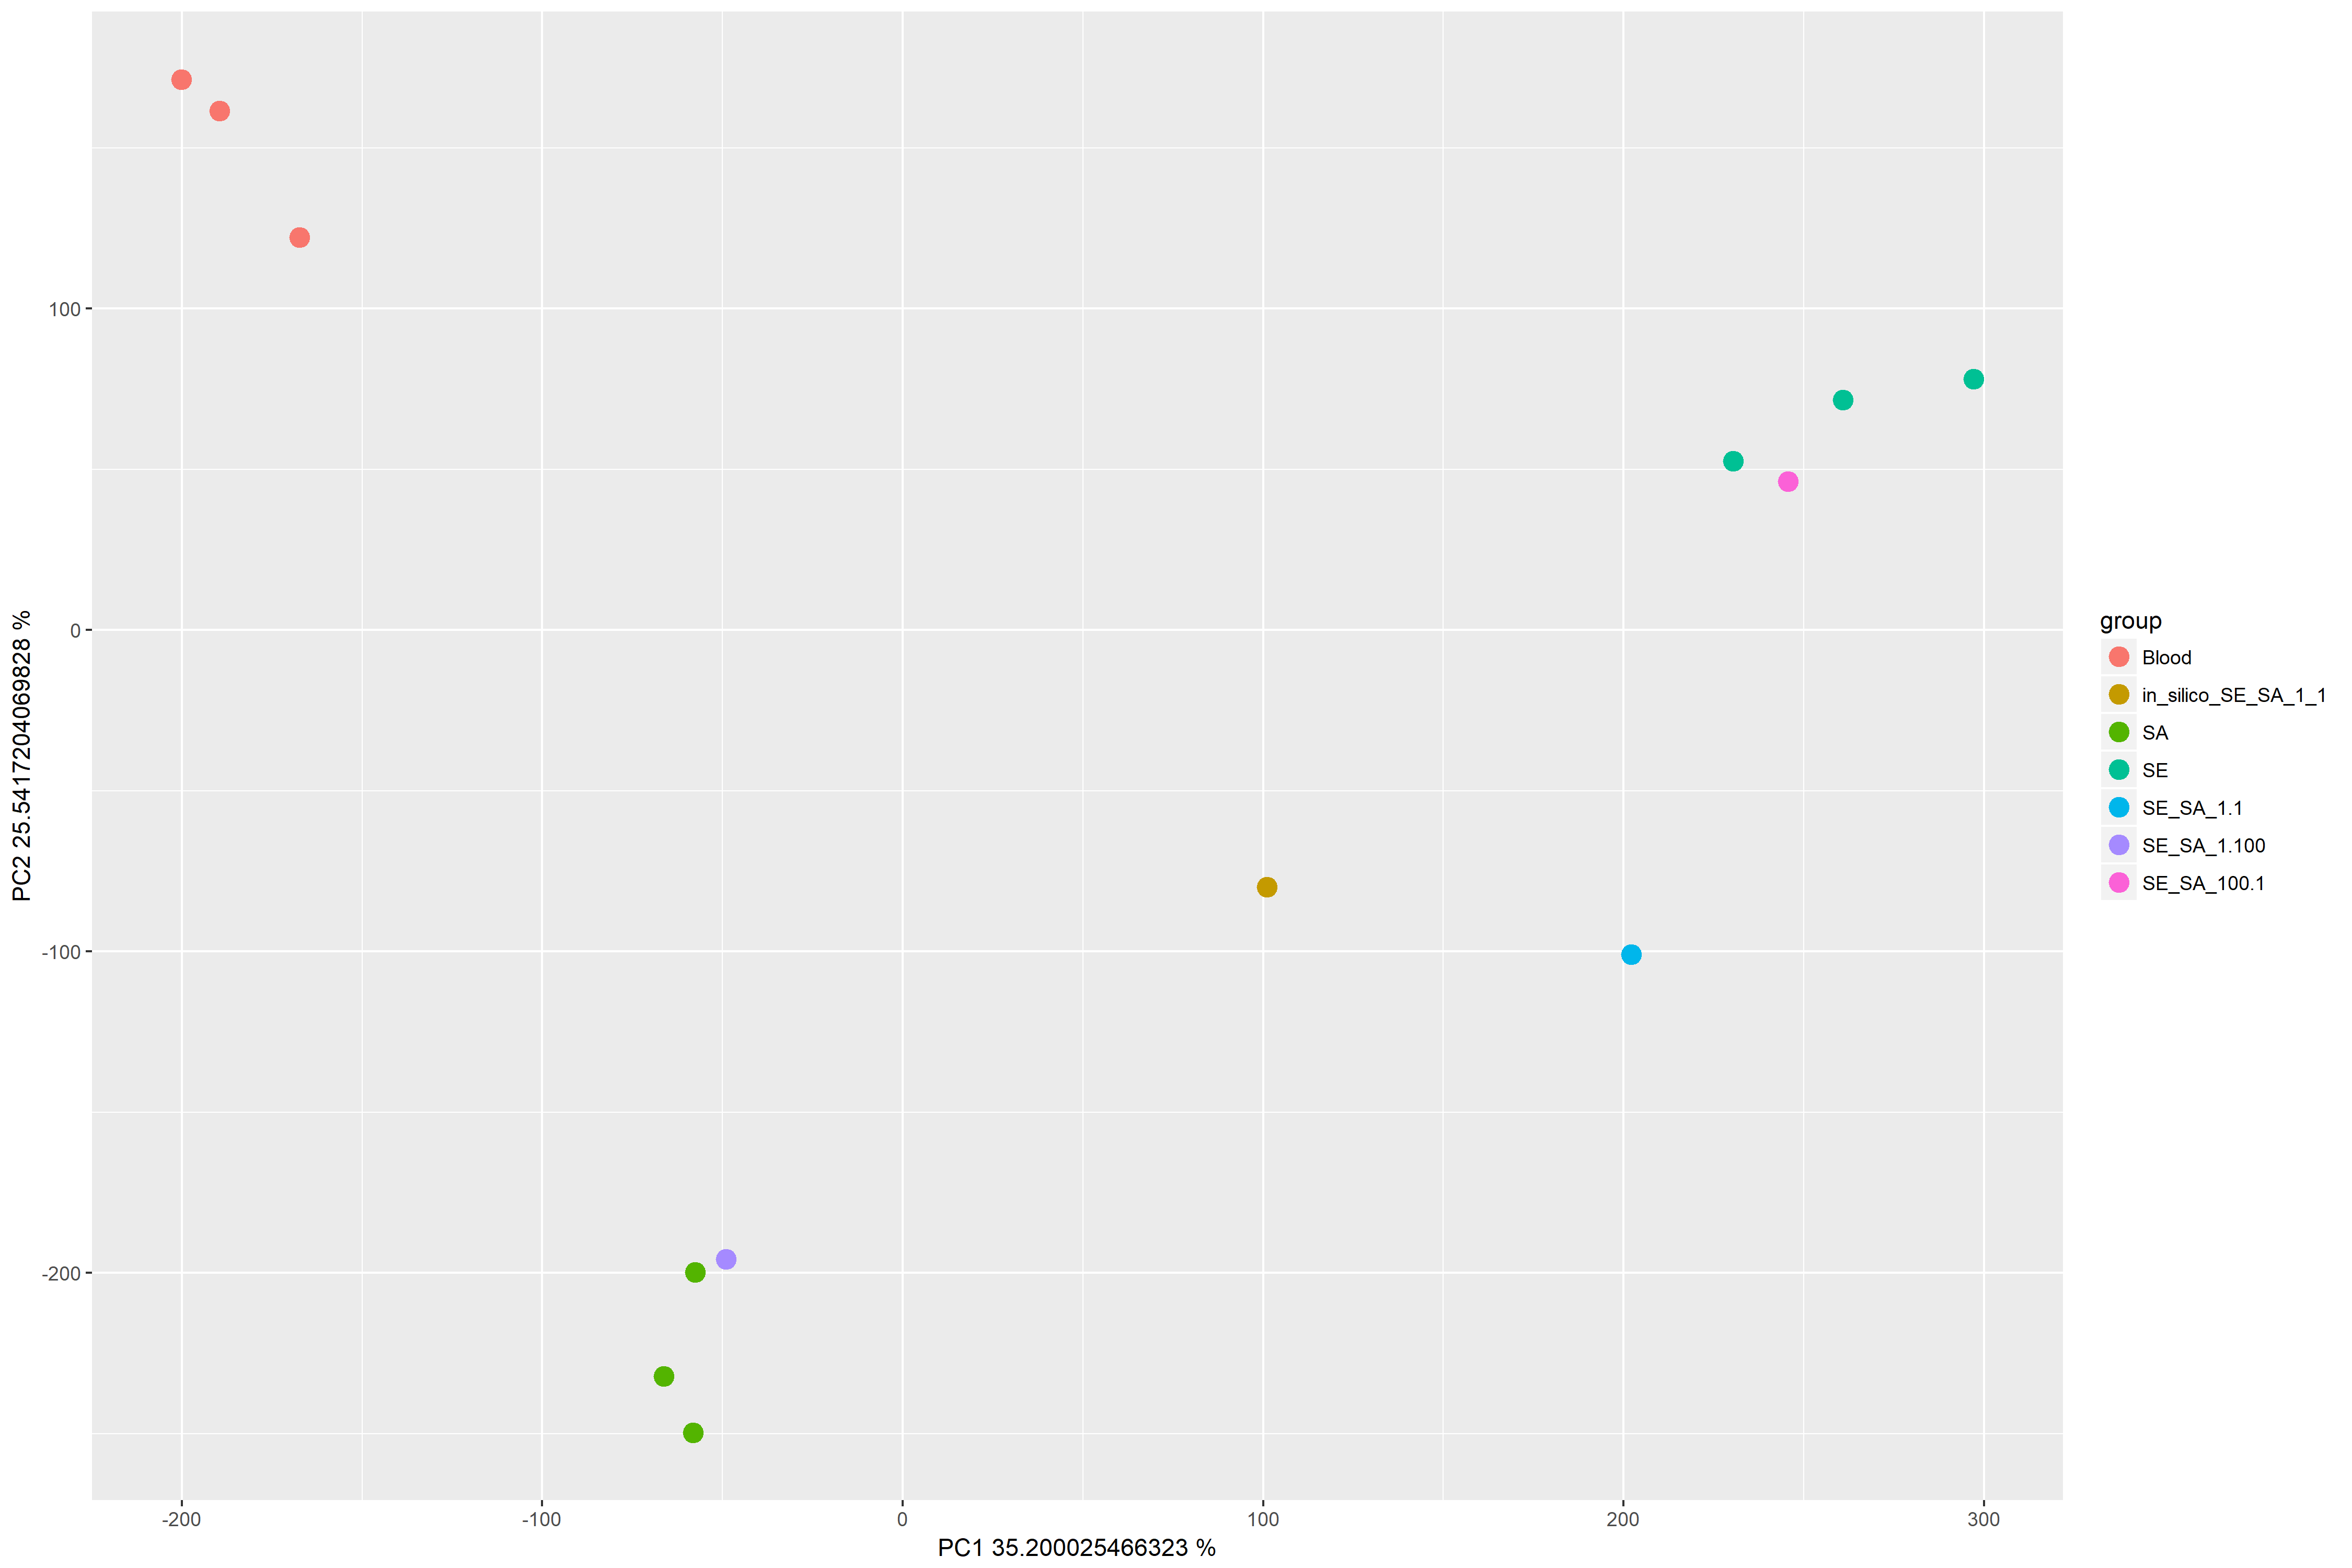 100
0
-100
-200
-200
-100
0
100
200
300
PC1 35.200025466323 %
PC2 25.5417204069828 %
group
Blood
in_silico_SE_SA_1_1
SA
SE
SE_SA_1.1
SE_SA_1.100
SE_SA_100.1